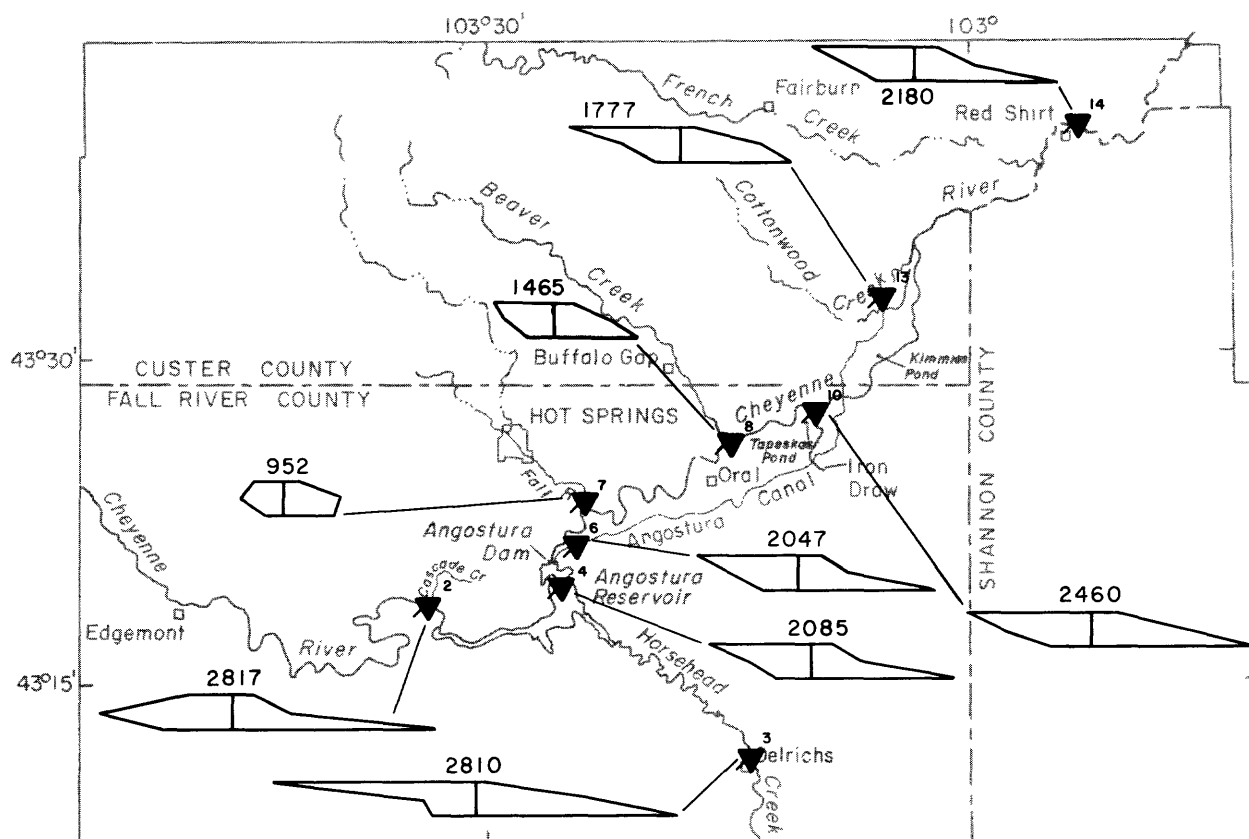 103°30'
103°
French
Creek
Fairburn
2180
Red Shirt
14
1777
River
Beaver
Creek
Cottonwood
Creek
13
1465
43°30'
Buffalo Gap
Kimmies
Pond
CUSTER COUNTY
FALL RIVER COUNTY
HOT SPRINGS
Cheyenne
10
8
Tapeskas
Pond
Oral
Iron
Draw
SHANNON COUNTY
952
Fall
7
Cheyenne
Angostura
Dam
6
Angostura Canal
2047
Cascade Cr
2
4
Angostura
Reservoir
2460
Edgemont
River
2085
Horsehead
Creek
43°15'
2817
3
Oelrichs
2810